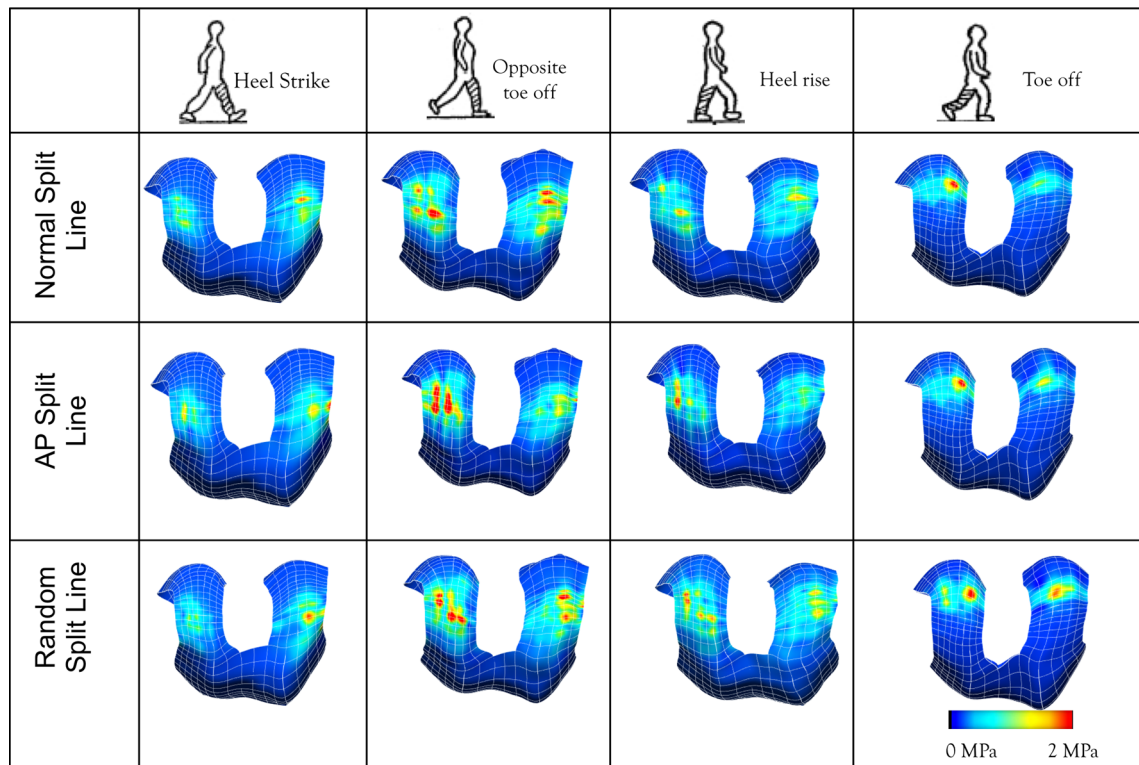 Heel Strike
Opposite
toe off
Heel rise
Toe off
Normal Split
Line
AP Split
Line
Random
Split Line
0 MPa
2 MPa